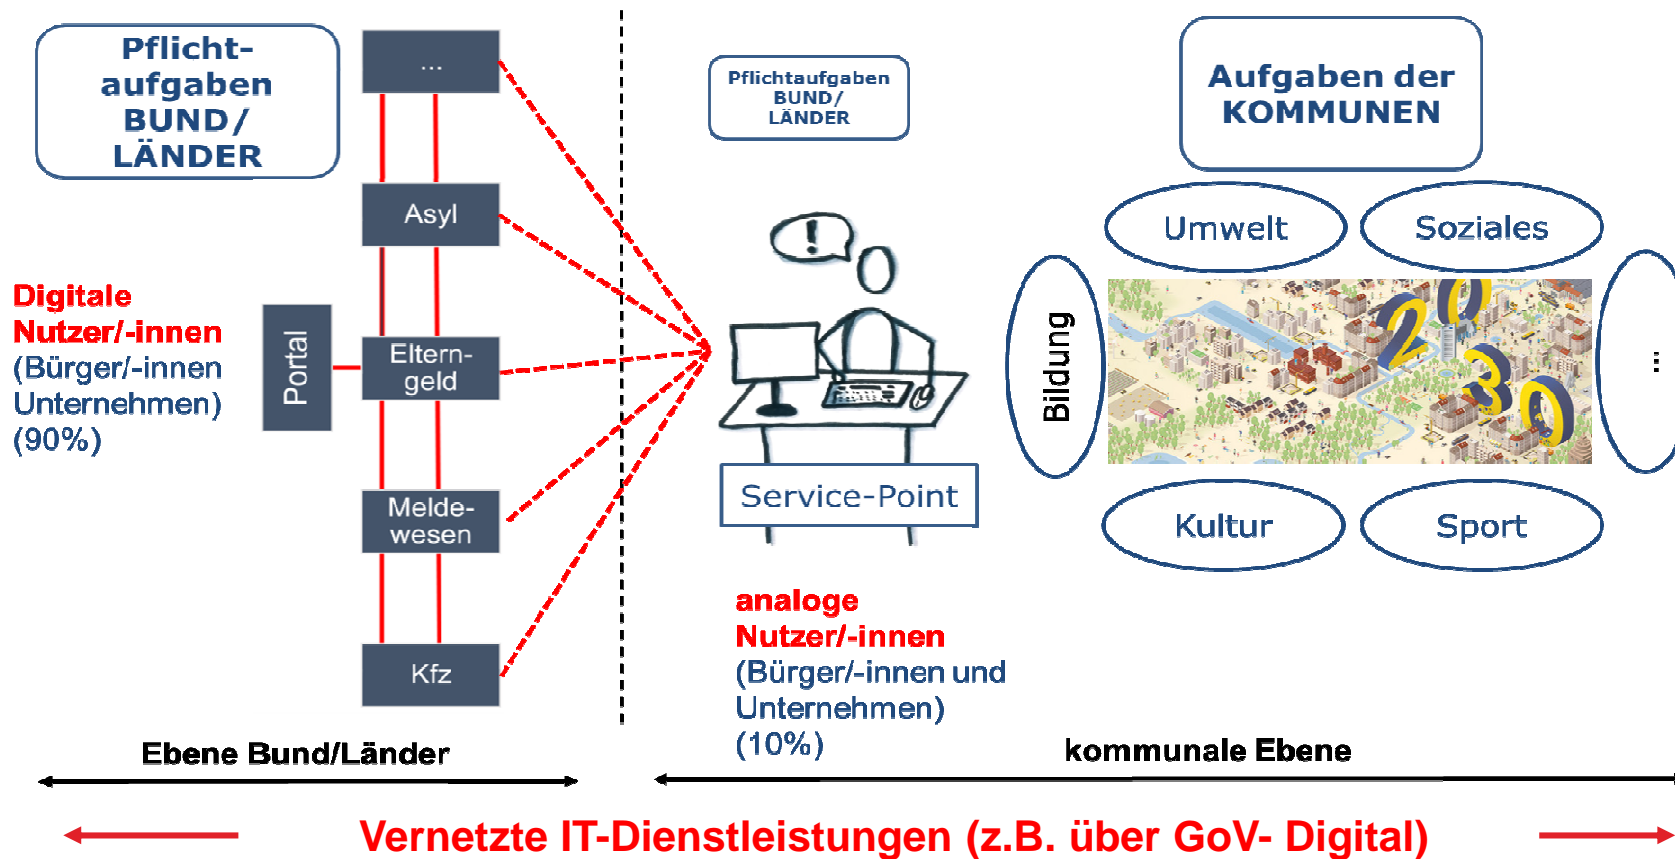 Pflicht-
aufgaben
BUND/
LÄNDER
...
Asyl
Eltern-
geld
Melde-
wesen
Kfz
Portal
Digitale
Nutzer/-innen
(Bürger/-innen
Unternehmen)
(90%)
Ebene Bund/Länder
Pflichtaufgaben
BUND/
LÄNDER
!
Service-Point
analoge
Nutzer/-innen
(Bürger/-innen und
Unternehmen)
(10%)
Aufgaben der
KOMMUNEN
Umwelt
Soziales
Bildung
2030
...
Kultur
Sport
kommunale Ebene
Vernetzte IT-Dienstleistungen (z.B. über GoV- Digital)